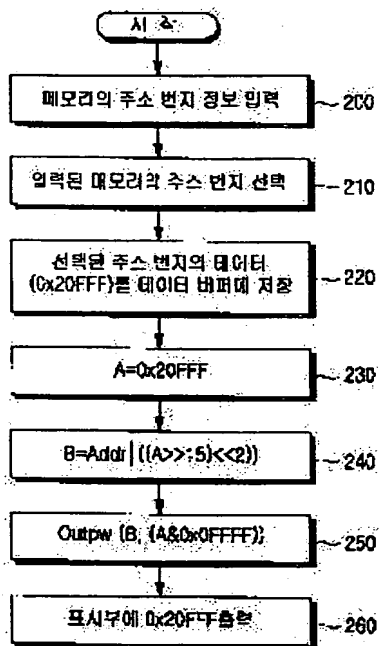 시 작
메모리의 주소 번지 정보 입력
200
입력된 메모리의 주소 번지 선택
210
선택된 주소 번지의 데이터
(0x20FFF)를 데이터 버퍼에 저장
220
A=0x20FFF
230
B=Addr|((A>>15)<<2))
240
Outpw (B, (A&0x0FFFF))
250
표시부에 0x20FFF출력
260